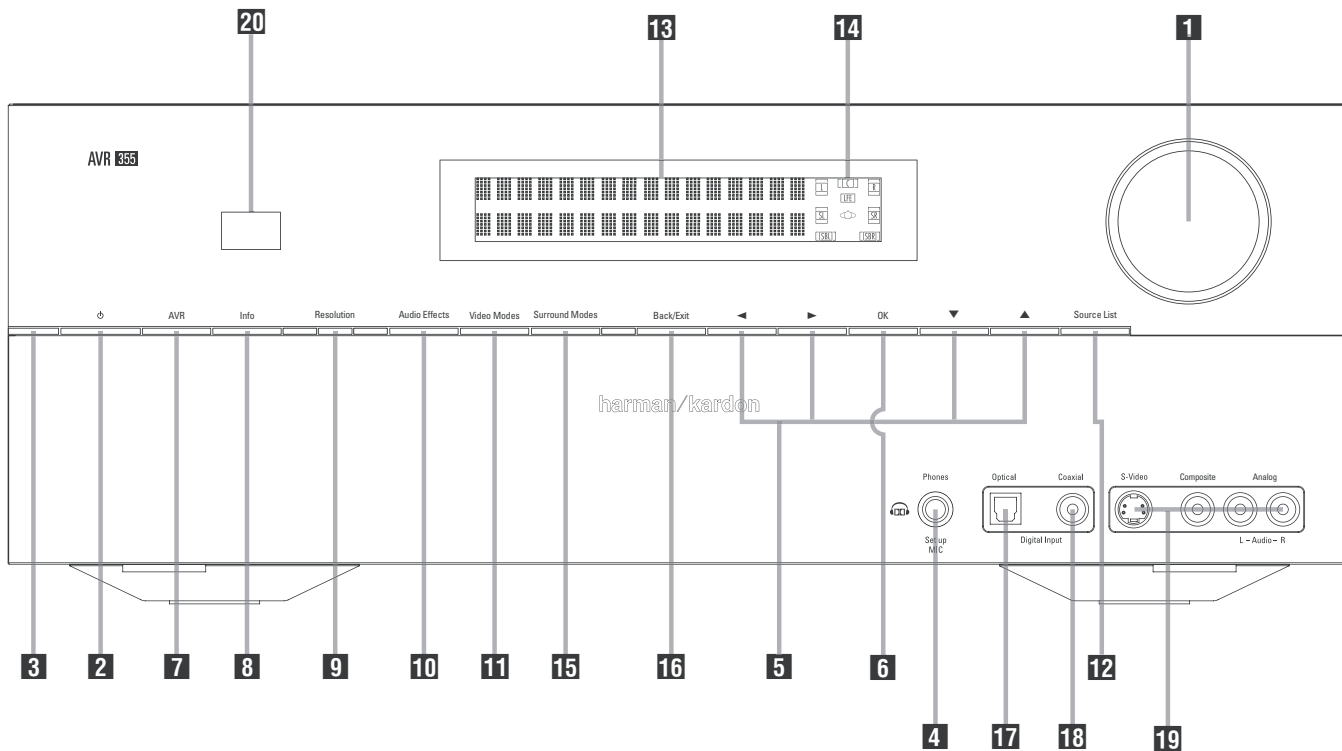 20 13 14 1
AVR 355
L C R
LFE
SL SR
SBL SBR
AVR Info Resolution Audio Effects Video Modes Surround Modes Back/Exit OK Source List
harman/kardon
Phones Optical Coaxial S-Video Composite Analog
Set up
MIC
Digital Input
L – Audio – R
3 2 7 8 9 10 11 15 16 5 6 12
4 17 18 19